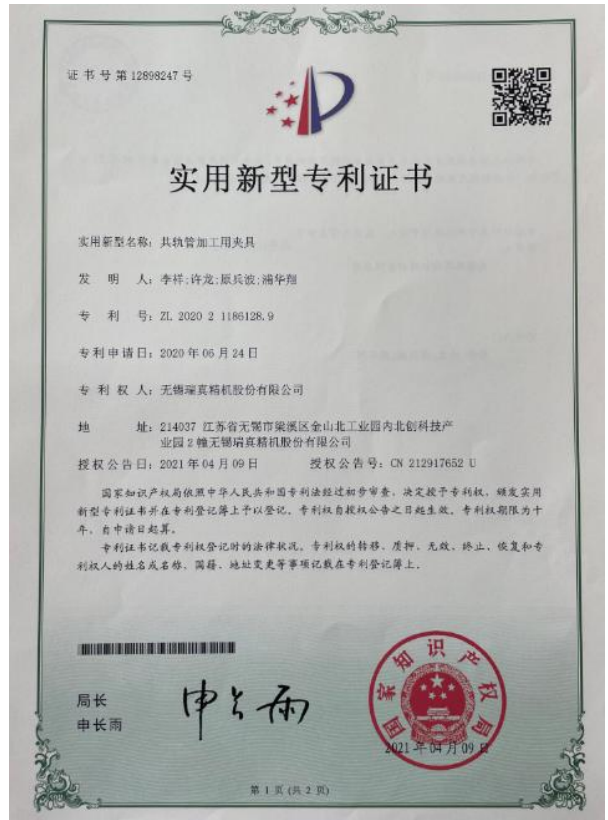 证书号第12898247号
实用新型专利证书
实用新型名称：共轨管加工用夹具
发明人：李祥;许龙;原兵波;浦华翔
专利号：ZL 2020 2 1186128.9
专利申请日：2020年06月24日
专利权人：无锡瑞真精机股份有限公司
地址：214037 江苏省无锡市梁溪区金山北工业园内北创科技产
业园2幢无锡瑞真精机股份有限公司
授权公告日：2021年04月09日 授权公告号：CN 212917652 U
国家知识产权局依照中华人民共和国专利法经过初步审查，决定授予专利权，颁发实用
新型专利证书并在专利登记簿上予以登记。专利权自授权公告之日起生效。专利权期限为十
年，自申请日起算。
专利证书记载专利权登记时的法律状况。专利权的转移、质押、无效、终止、恢复和专
利权人的姓名或名称、国籍、地址变更等事项记载在专利登记簿上。
局长
申长雨
申长雨
国家知识产权局
2021年04月09日
第 1 页 (共 2 页)